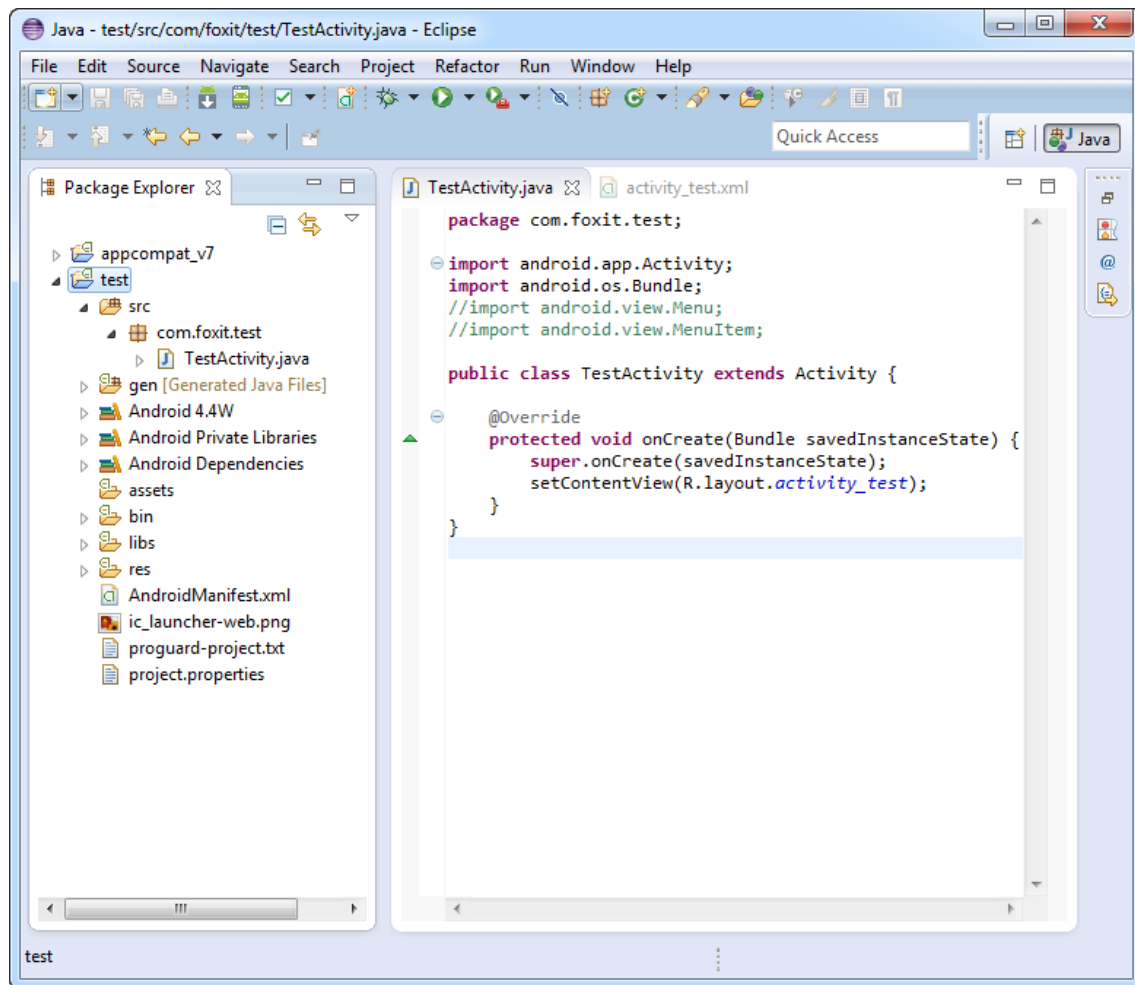 Java - test/src/com/foxit/test/TestActivity.java - Eclipse
File Edit Source Navigate Search Project Refactor Run Window Help
Quick Access
Java
Package Explorer
appcompat_v7
test
src
com.foxit.test
TestActivity.java
gen [Generated Java Files]
Android 4.4W
Android Private Libraries
Android Dependencies
assets
bin
libs
res
AndroidManifest.xml
ic_launcher-web.png
proguard-project.txt
project.properties
TestActivity.java activity_test.xml
package com.foxit.test;
import android.app.Activity;
import android.os.Bundle;
//import android.view.Menu;
//import android.view.MenuItem;
public class TestActivity extends Activity {
@Override
protected void onCreate(Bundle savedInstanceState) {
super.onCreate(savedInstanceState);
setContentView(R.layout.activity_test);
}
}
test